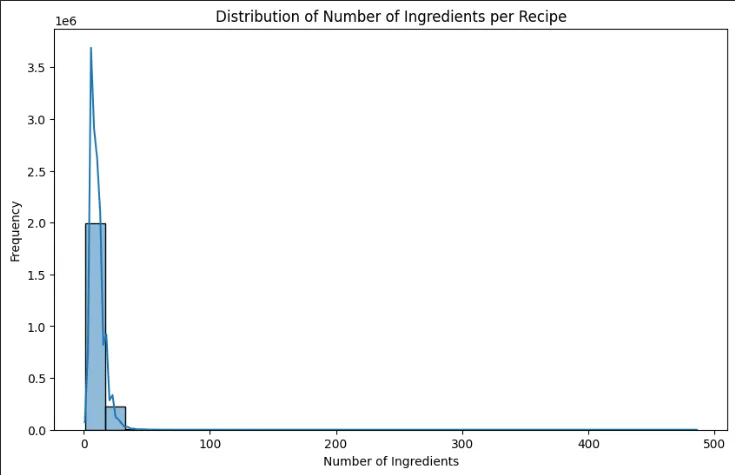 Distribution of Number of Ingredients per Recipe
1e6
3.5
3.0
2.5
2.0
1.5
1.0
0.5
0.0
Frequency
0 100 200 300 400 500
Number of Ingredients